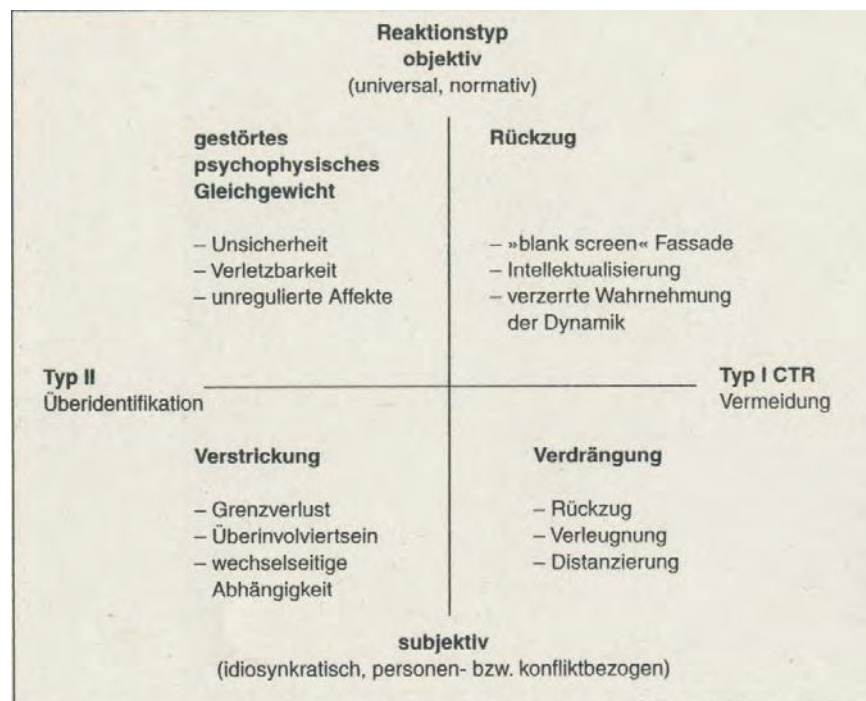 Reaktionstyp
objektiv
(universal, normativ)
gestörtes
psychophysisches
Gleichgewicht
– Unsicherheit
– Verletzbarkeit
– unregulierte Affekte
Rückzug
– »blank screen« Fassade
– Intellektualisierung
– verzerrte Wahrnehmung
der Dynamik
Typ II
Überidentifikation
Typ I CTR
Vermeidung
Verstrickung
– Grenzverlust
– Überinvolviertsein
– wechselseitige
Abhängigkeit
Verdrängung
– Rückzug
– Verleugnung
– Distanzierung
subjektiv
(idiosynkratisch, personen- bzw. konfliktbezogen)